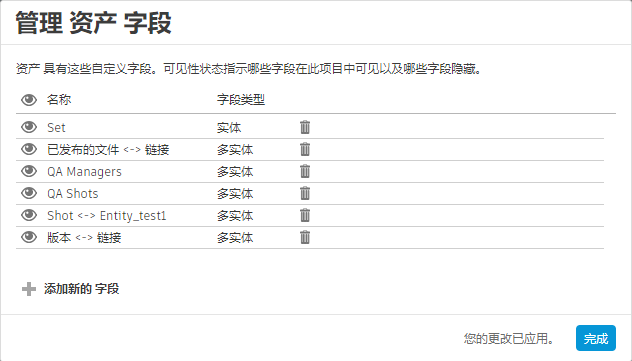 管理 资产 字段
资产 具有这些自定义字段。可见性状态指示哪些字段在此项目中可见以及哪些字段隐藏。
名称 字段类型
Set 实体
已发布的文件 <-> 链接 多实体
QA Managers 多实体
QA Shots 多实体
Shot <-> Entity_test1 多实体
版本 <-> 链接 多实体
添加新的 字段
您的更改已应用。 完成